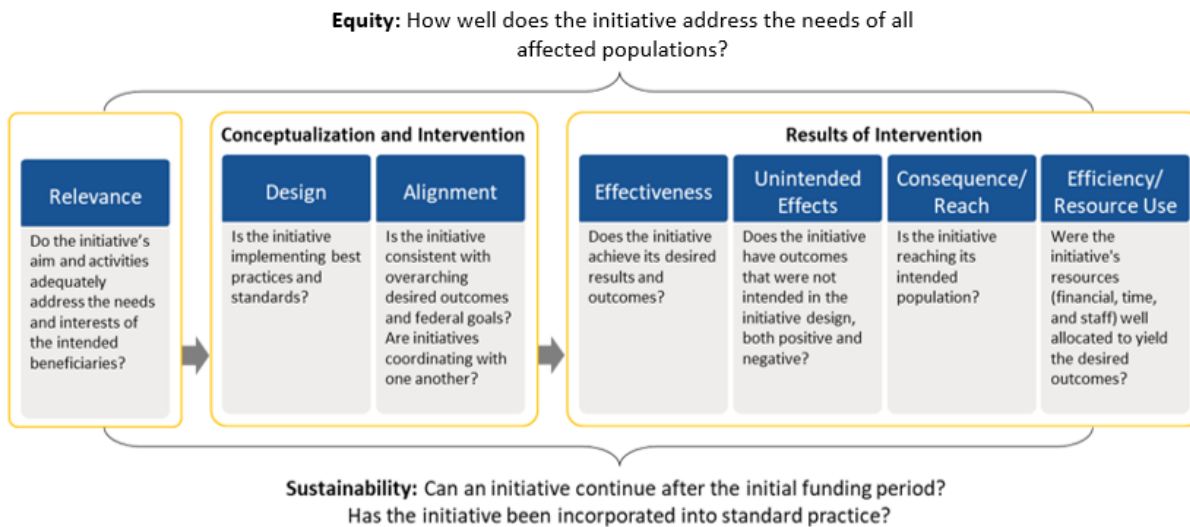 Equity: How well does the initiative address the needs of all
affected populations?
Relevance
Do the initiative's
aim and activities
adequately
address the needs
and interests of
the intended
beneficiaries?
Conceptualization and Intervention
Design
Is the initiative
implementing best
practices and
standards?
Alignment
Is the initiative
consistent with
overarching
desired outcomes
and federal goals?
Are initiatives
coordinating with
one another?
Results of Intervention
Effectiveness
Does the initiative
achieve its desired
results and
outcomes?
Unintended
Effects
Does the initiative
have outcomes
that were not
intended in the
initiative design,
both positive and
negative?
Consequence/
Reach
Is the initiative
reaching its
intended
population?
Efficiency/
Resource Use
Were the
initiative's
resources
(financial, time,
and staff) well
allocated to yield
the desired
outcomes?
Sustainability: Can an initiative continue after the initial funding period?
Has the initiative been incorporated into standard practice?